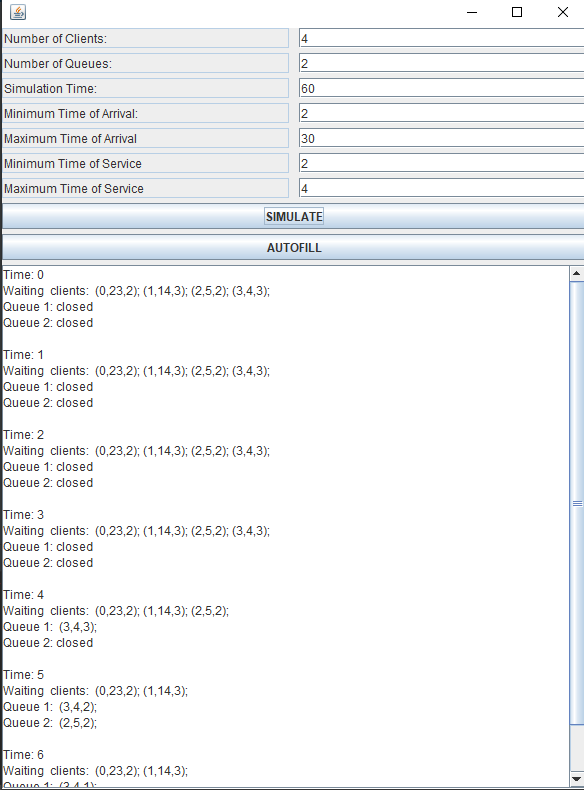 Number of Clients: 4
Number of Queues: 2
Simulation Time: 60
Minimum Time of Arrival: 2
Maximum Time of Arrival 30
Minimum Time of Service 2
Maximum Time of Service 4
SIMULATE
AUTOFILL
Time: 0
Waiting clients: (0,23,2); (1,14,3); (2,5,2); (3,4,3);
Queue 1: closed
Queue 2: closed
Time: 1
Waiting clients: (0,23,2); (1,14,3); (2,5,2); (3,4,3);
Queue 1: closed
Queue 2: closed
Time: 2
Waiting clients: (0,23,2); (1,14,3); (2,5,2); (3,4,3);
Queue 1: closed
Queue 2: closed
Time: 3
Waiting clients: (0,23,2); (1,14,3); (2,5,2); (3,4,3);
Queue 1: closed
Queue 2: closed
Time: 4
Waiting clients: (0,23,2); (1,14,3); (2,5,2);
Queue 1: (3,4,3);
Queue 2: closed
Time: 5
Waiting clients: (0,23,2); (1,14,3);
Queue 1: (3,4,2);
Queue 2: (2,5,2);
Time: 6
Waiting clients: (0,23,2); (1,14,3);
Queue 1: (3,4,1);